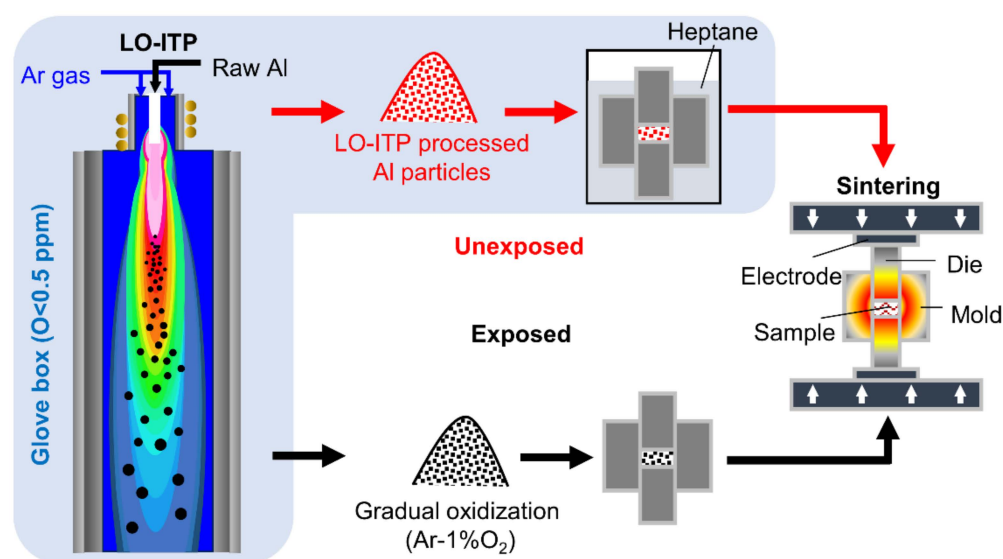 LO-ITP
Ar gas
Raw Al
Heptane
LO-ITP processed
Al particles
Glove box (O<0.5 ppm)
Unexposed
Sintering
Electrode
Die
Sample
Mold
Exposed
Gradual oxidization
(Ar-1%O₂)